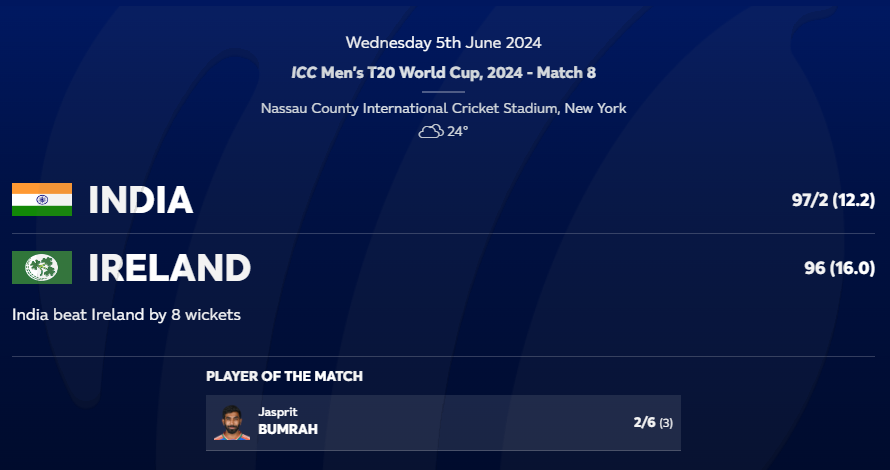 Wednesday 5th June 2024
ICC Men's T20 World Cup, 2024 - Match 8
Nassau County International Cricket Stadium, New York
24°
INDIA 97/2 (12.2)
IRELAND 96 (16.0)
India beat Ireland by 8 wickets
PLAYER OF THE MATCH
Jasprit
BUMRAH 2/6 (3)